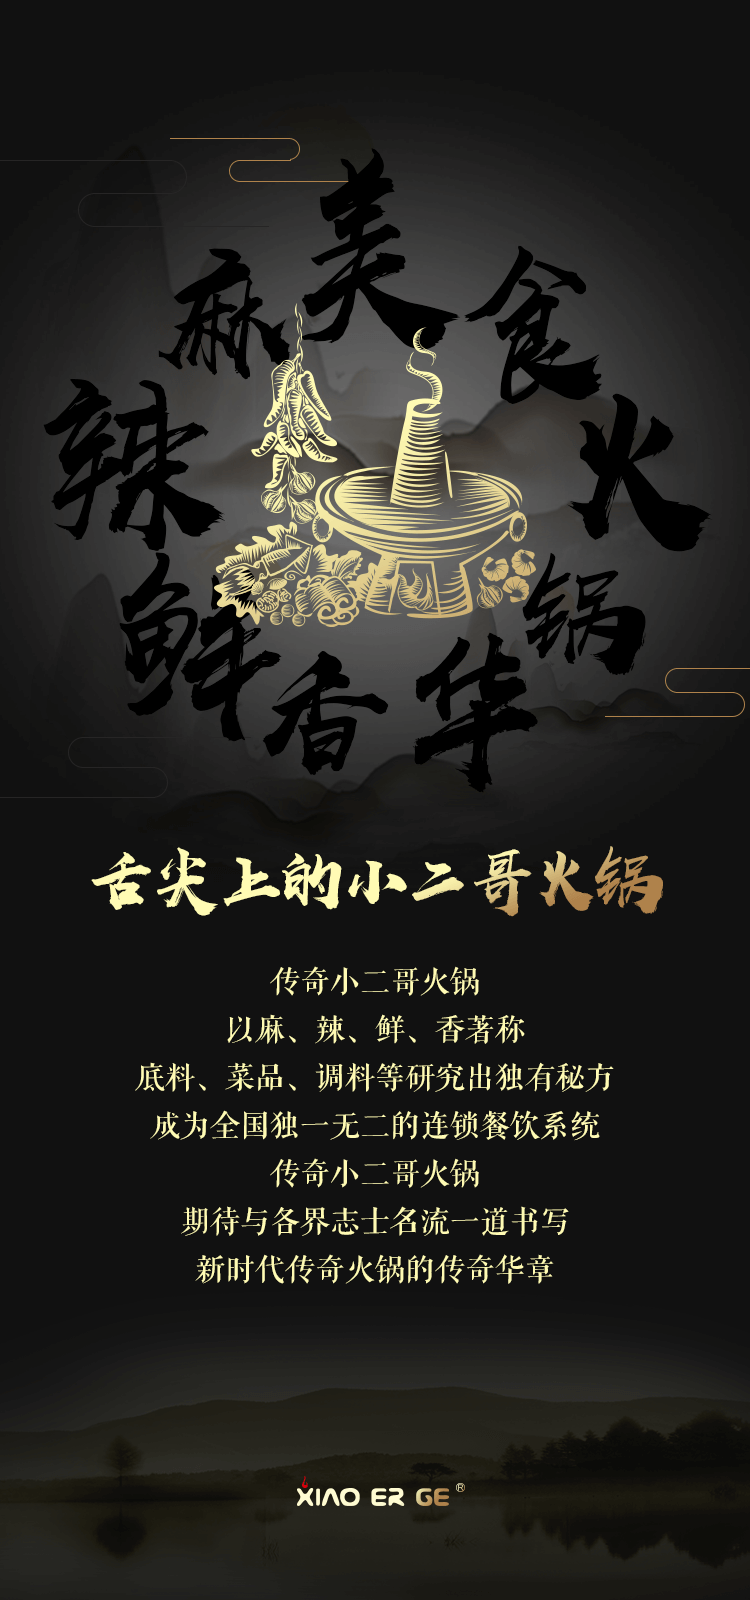 美食火锅华香鲜辣麻
舌尖上的小二哥火锅
传奇小二哥火锅
以麻、辣、鲜、香著称
底料、菜品、调料等研究出独有秘方
成为全国独一无二的连锁餐饮系统
传奇小二哥火锅
期待与各界志士名流一道书写
新时代传奇火锅的传奇华章
XIAO ER GE®